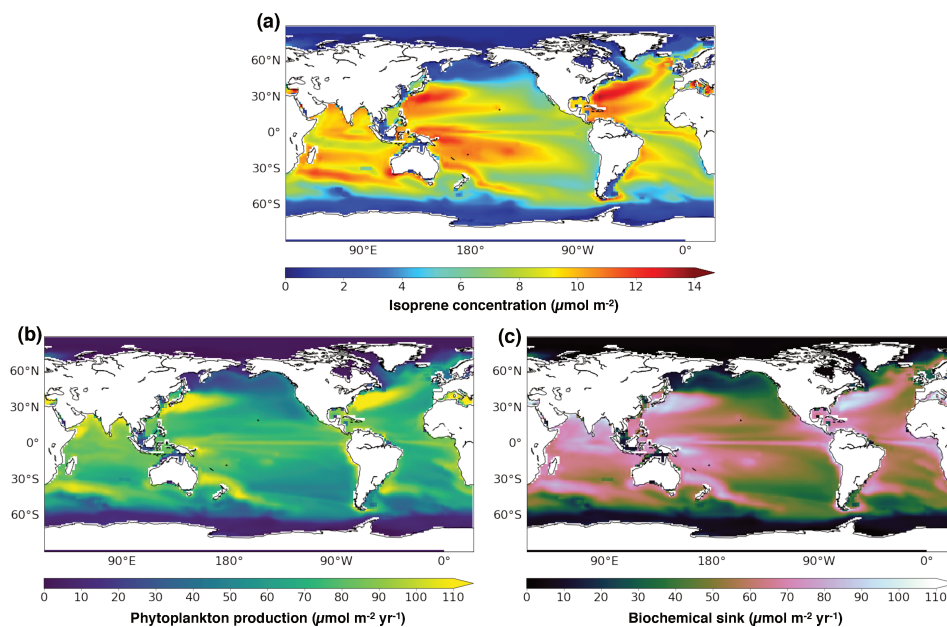 (a)
60°N
30°N
0°
30°S
60°S
90°E 180° 90°W 0°
0 2 4 6 8 10 12 14
Isoprene concentration (µmol m-2)
(b)
60°N
30°N
0°
30°S
60°S
90°E 180° 90°W 0°
0 10 20 30 40 50 60 70 80 90 100 110
Phytoplankton production (µmol m-2 yr-1)
(c)
60°N
30°N
0°
30°S
60°S
90°E 180° 90°W 0°
0 10 20 30 40 50 60 70 80 90 100 110
Biochemical sink (µmol m-2 yr-1)